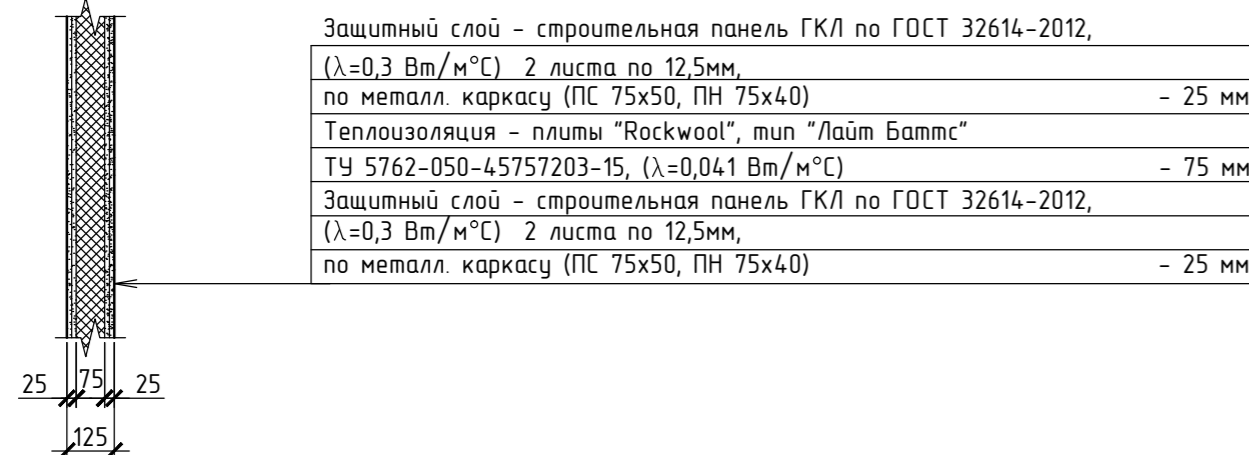 Защитный слой - строительная панель ГКЛ по ГОСТ 32614-2012,
(λ=0,3 Вт/м°С) 2 листа по 12,5мм,
по металл. каркасу (ПС 75х50, ПН 75х40) - 25 мм
Теплоизоляция - плиты "Rockwool", тип "Лайт Баттс"
ТУ 5762-050-45757203-15, (λ=0,041 Вт/м°С) - 75 мм
Защитный слой - строительная панель ГКЛ по ГОСТ 32614-2012,
(λ=0,3 Вт/м°С) 2 листа по 12,5мм,
по металл. каркасу (ПС 75х50, ПН 75х40) - 25 мм
25 75 25
125